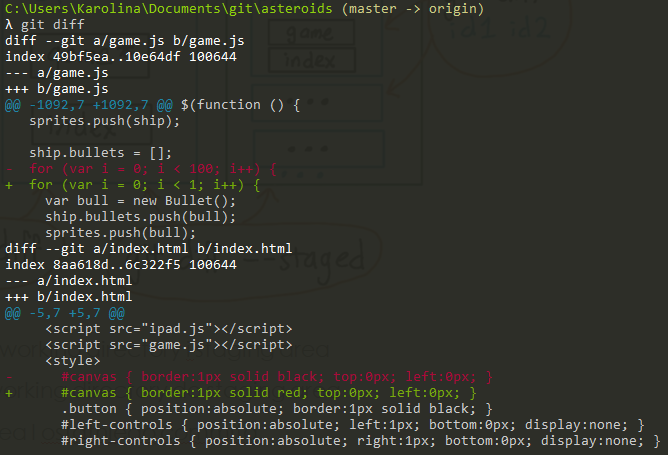 C:\Users\Karolina\Documents\git\asteroids (master -> origin)
λ git diff
diff --git a/game.js b/game.js
index 49bf5ea..10e64df 100644
--- a/game.js
+++ b/game.js
@@ -1092,7 +1092,7 @@ $(function () {
   sprites.push(ship);

   ship.bullets = [];
-  for (var i = 0; i < 100; i++) {
+  for (var i = 0; i < 1; i++) {
     var bull = new Bullet();
     ship.bullets.push(bull);
     sprites.push(bull);
diff --git a/index.html b/index.html
index 8aa618d..6c322f5 100644
--- a/index.html
+++ b/index.html
@@ -5,7 +5,7 @@
     <script src="ipad.js"></script>
     <script src="game.js"></script>
     <style>
-      #canvas { border:1px solid black; top:0px; left:0px; }
+      #canvas { border:1px solid red; top:0px; left:0px; }
       .button { position:absolute; border:1px solid black; }
       #left-controls { position:absolute; left:1px; bottom:0px; display:none; }
       #right-controls { position:absolute; right:1px; bottom:0px; display:none; }
game
index
id1 id2
index
--staged